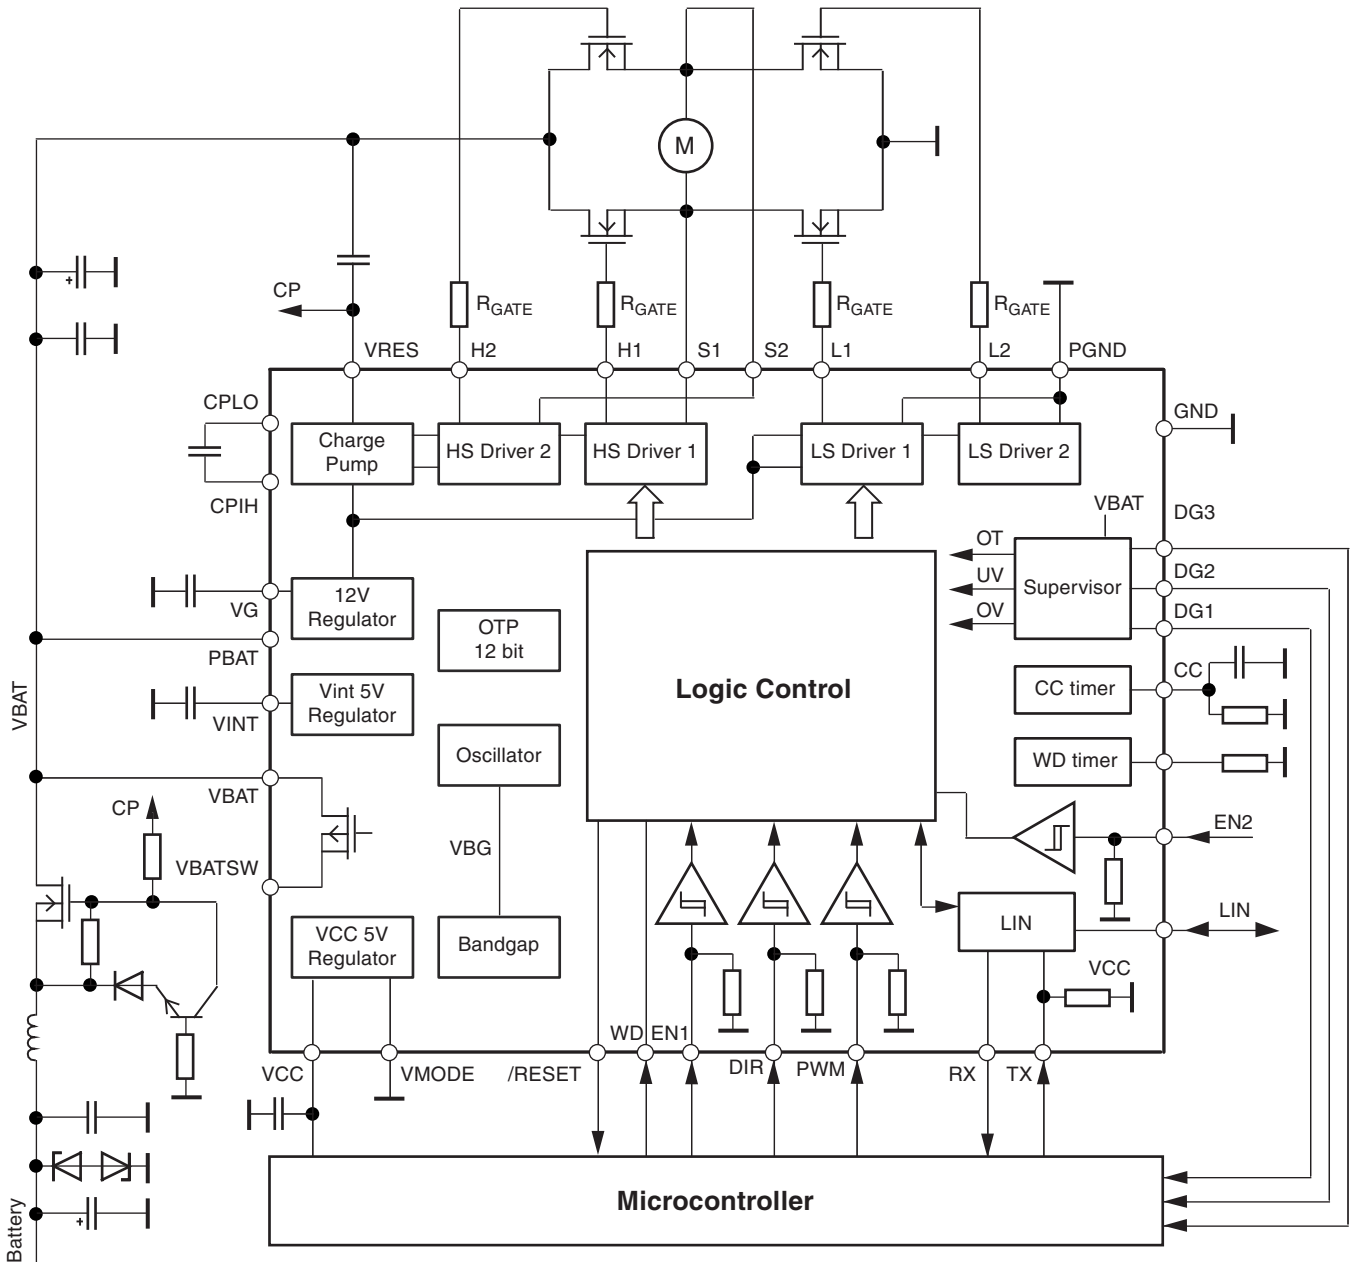 M
CP
R_GATE
R_GATE
R_GATE
R_GATE
VRES
H2
H1
S1
S2
L1
L2
PGND
CPLO
GND
Charge
Pump
HS Driver 2
HS Driver 1
LS Driver 1
LS Driver 2
CPIH
VBAT
DG3
OT
UV
OV
Supervisor
DG2
DG1
VG
12V
Regulator
OTP
12 bit
PBAT
Vint 5V
Regulator
VINT
Logic Control
CC timer
CC
VBAT
Oscillator
WD timer
VBAT
CP
VBG
EN2
VBATSW
VCC 5V
Regulator
Bandgap
LIN
LIN
VCC
WD
EN1
DIR
PWM
VCC
VMODE
/RESET
RX
TX
Microcontroller
Battery
+
+